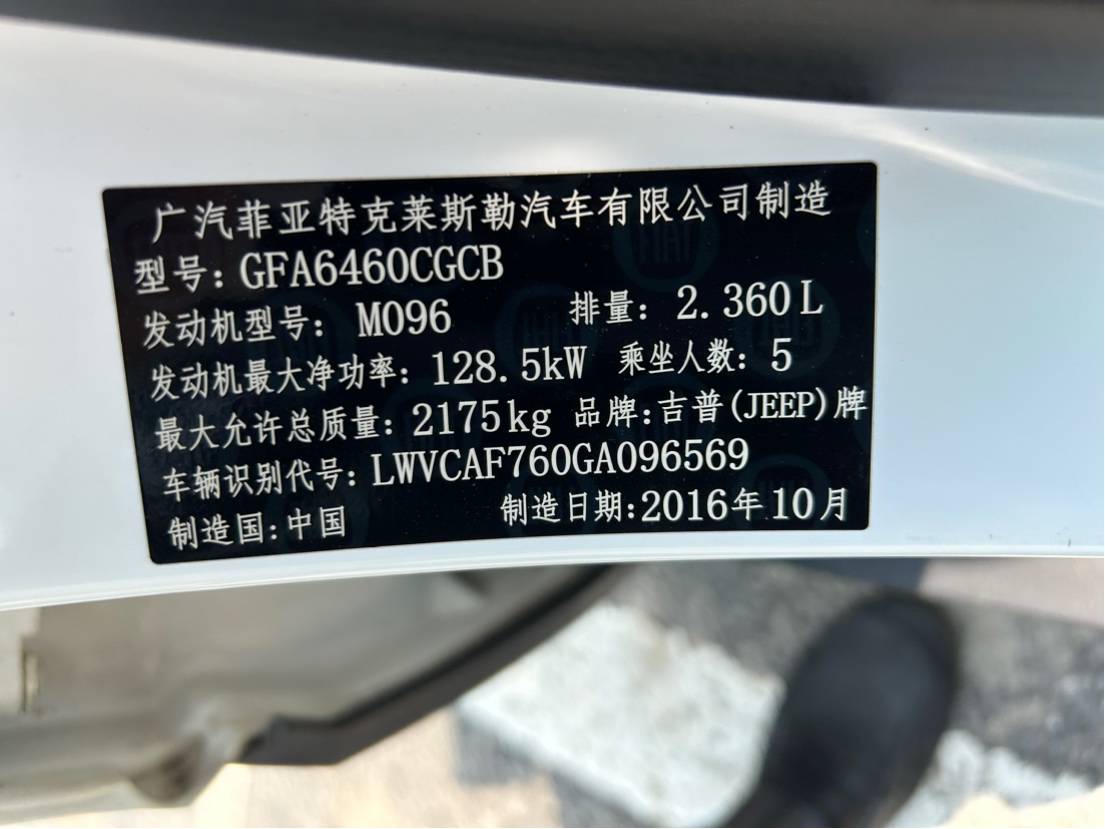 广汽菲亚特克莱斯勒汽车有限公司制造
型号：GFA6460CGCB
发动机型号： M096 排量：2.360L
发动机最大净功率：128.5kW 乘坐人数：5
最大允许总质量：2175kg 品牌：吉普(JEEP)牌
车辆识别代号：LWVCAF760GA096569
制造国：中国 制造日期：2016年10月